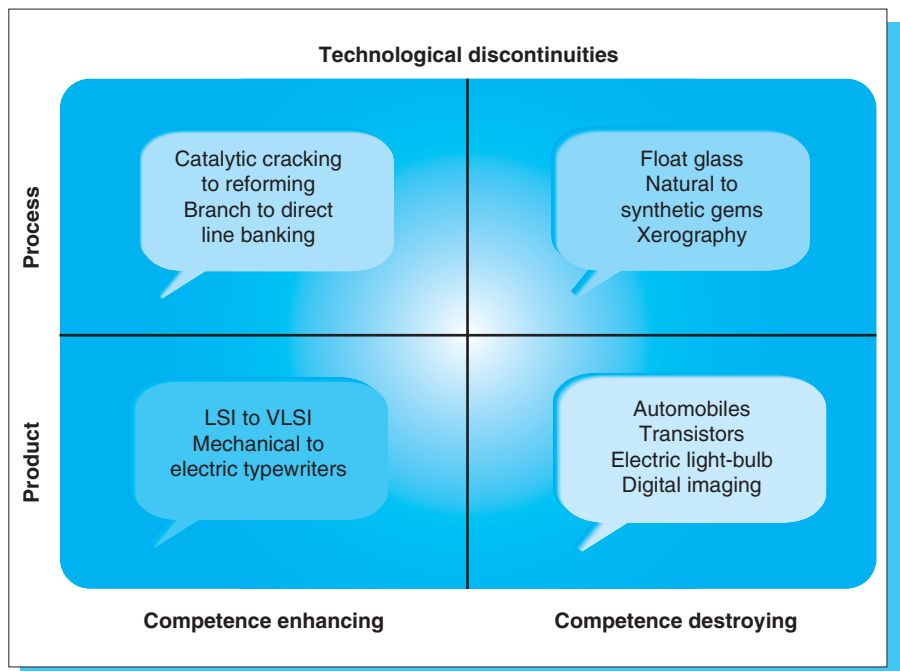 Technological discontinuities
Process
Catalytic cracking
to reforming
Branch to direct
line banking
Float glass
Natural to
synthetic gems
Xerography
Product
LSI to VLSI
Mechanical to
electric typewriters
Automobiles
Transistors
Electric light-bulb
Digital imaging
Competence enhancing
Competence destroying